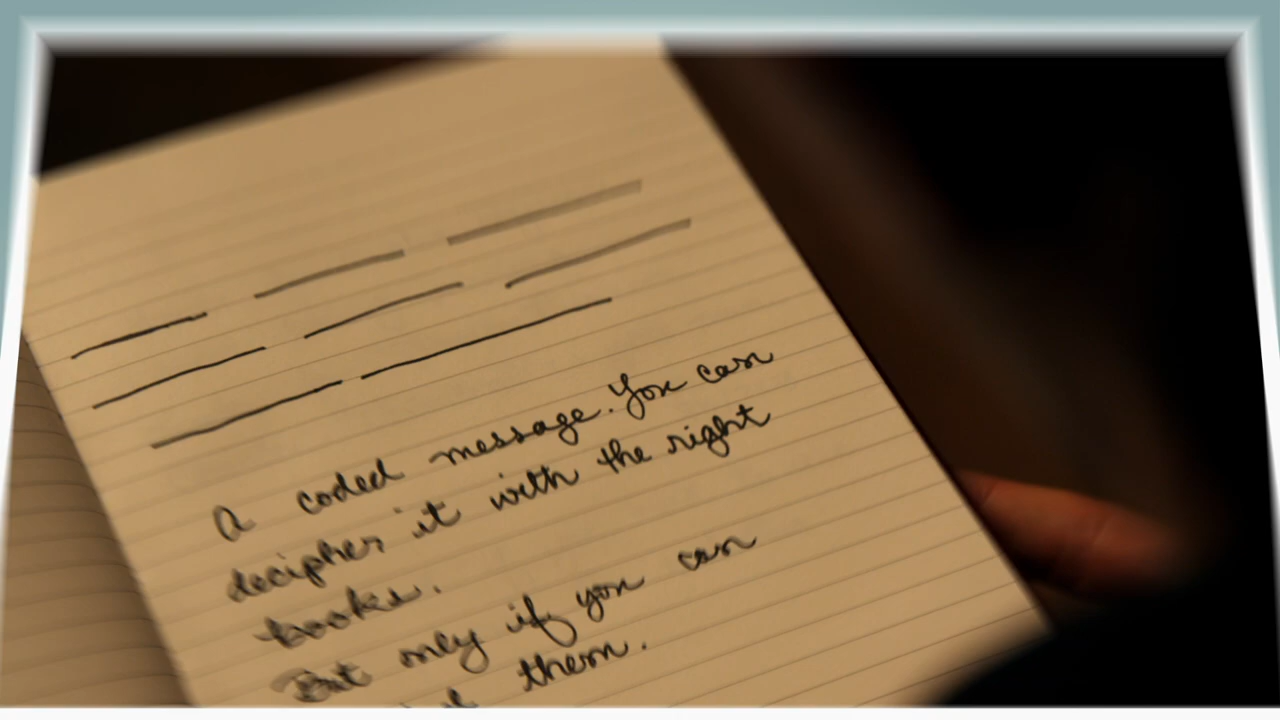 A coded message. You can
decipher it with the right
books.
But only if you can
them.